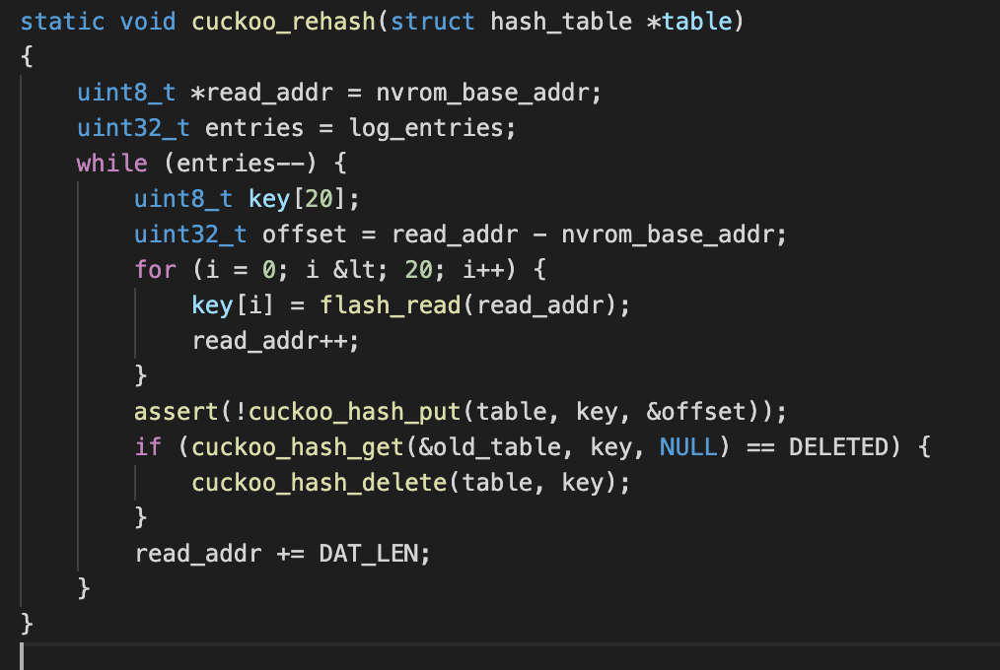 static void cuckoo_rehash(struct hash_table *table)
{
    uint8_t *read_addr = nvrom_base_addr;
    uint32_t entries = log_entries;
    while (entries--) {
        uint8_t key[20];
        uint32_t offset = read_addr - nvrom_base_addr;
        for (i = 0; i &lt; 20; i++) {
            key[i] = flash_read(read_addr);
            read_addr++;
        }
        assert(!cuckoo_hash_put(table, key, &offset));
        if (cuckoo_hash_get(&old_table, key, NULL) == DELETED) {
            cuckoo_hash_delete(table, key);
        }
        read_addr += DAT_LEN;
    }
}